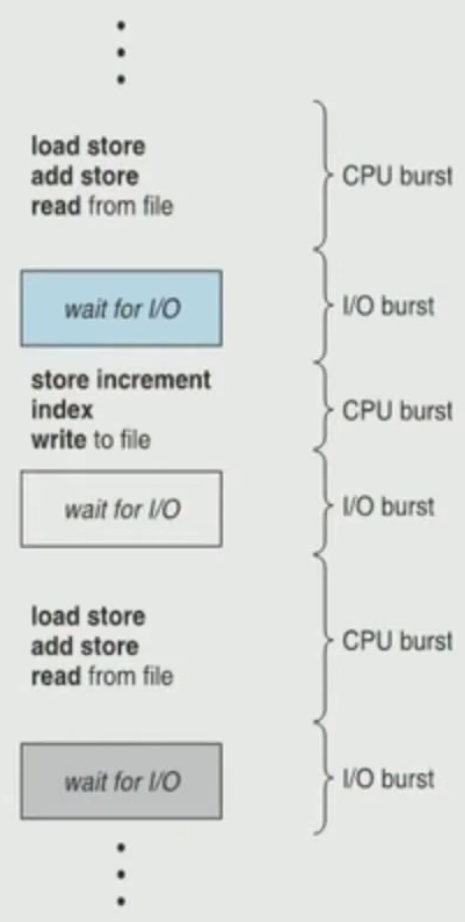 load store
add store
read from file
CPU burst
wait for I/O
I/O burst
store increment
index
write to file
CPU burst
wait for I/O
I/O burst
load store
add store
read from file
CPU burst
wait for I/O
I/O burst